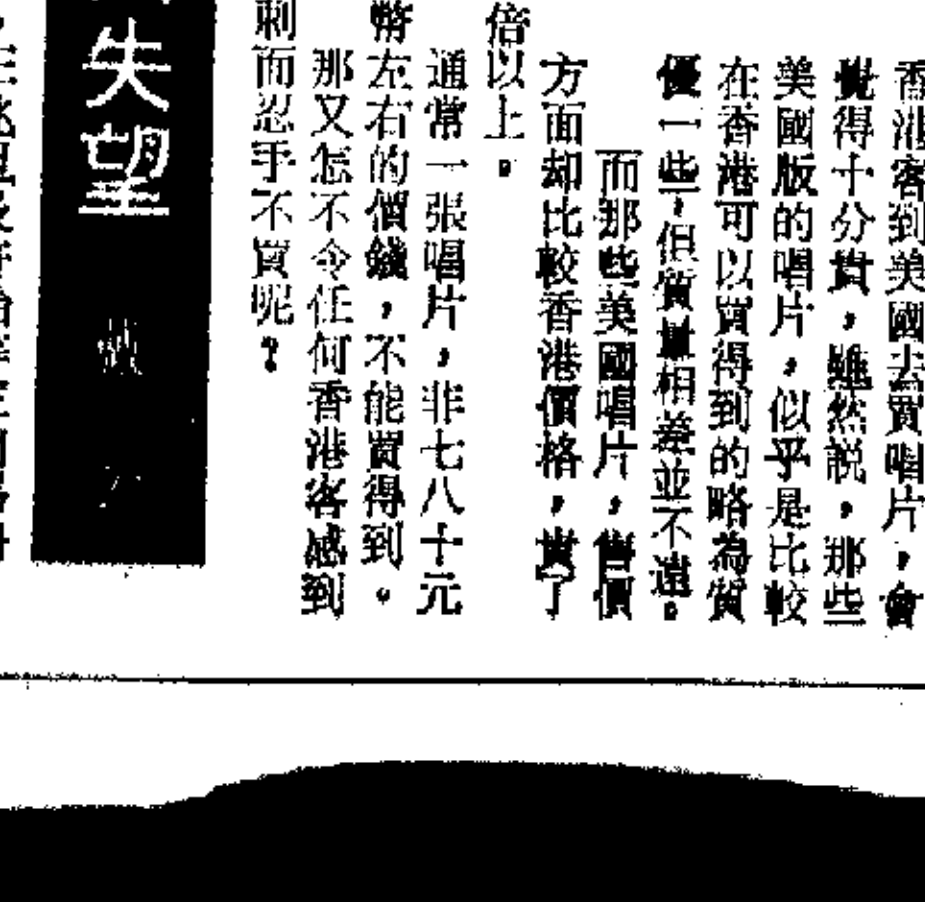 香港客到美國去買唱片，會
覺得十分貴，雖然説，那些
美國版的唱片，似乎是比較
在香港可以買得到的略為質
優一些，但質量相差並不遠。
而那些美國唱片，售價
方面却比較香港價格，貴了
倍以上。
通常一張唱片，非七八十元
幣左右的價錢，不能買得到。
那又怎不令任何香港客感到
刺而忍手不買呢？
失望